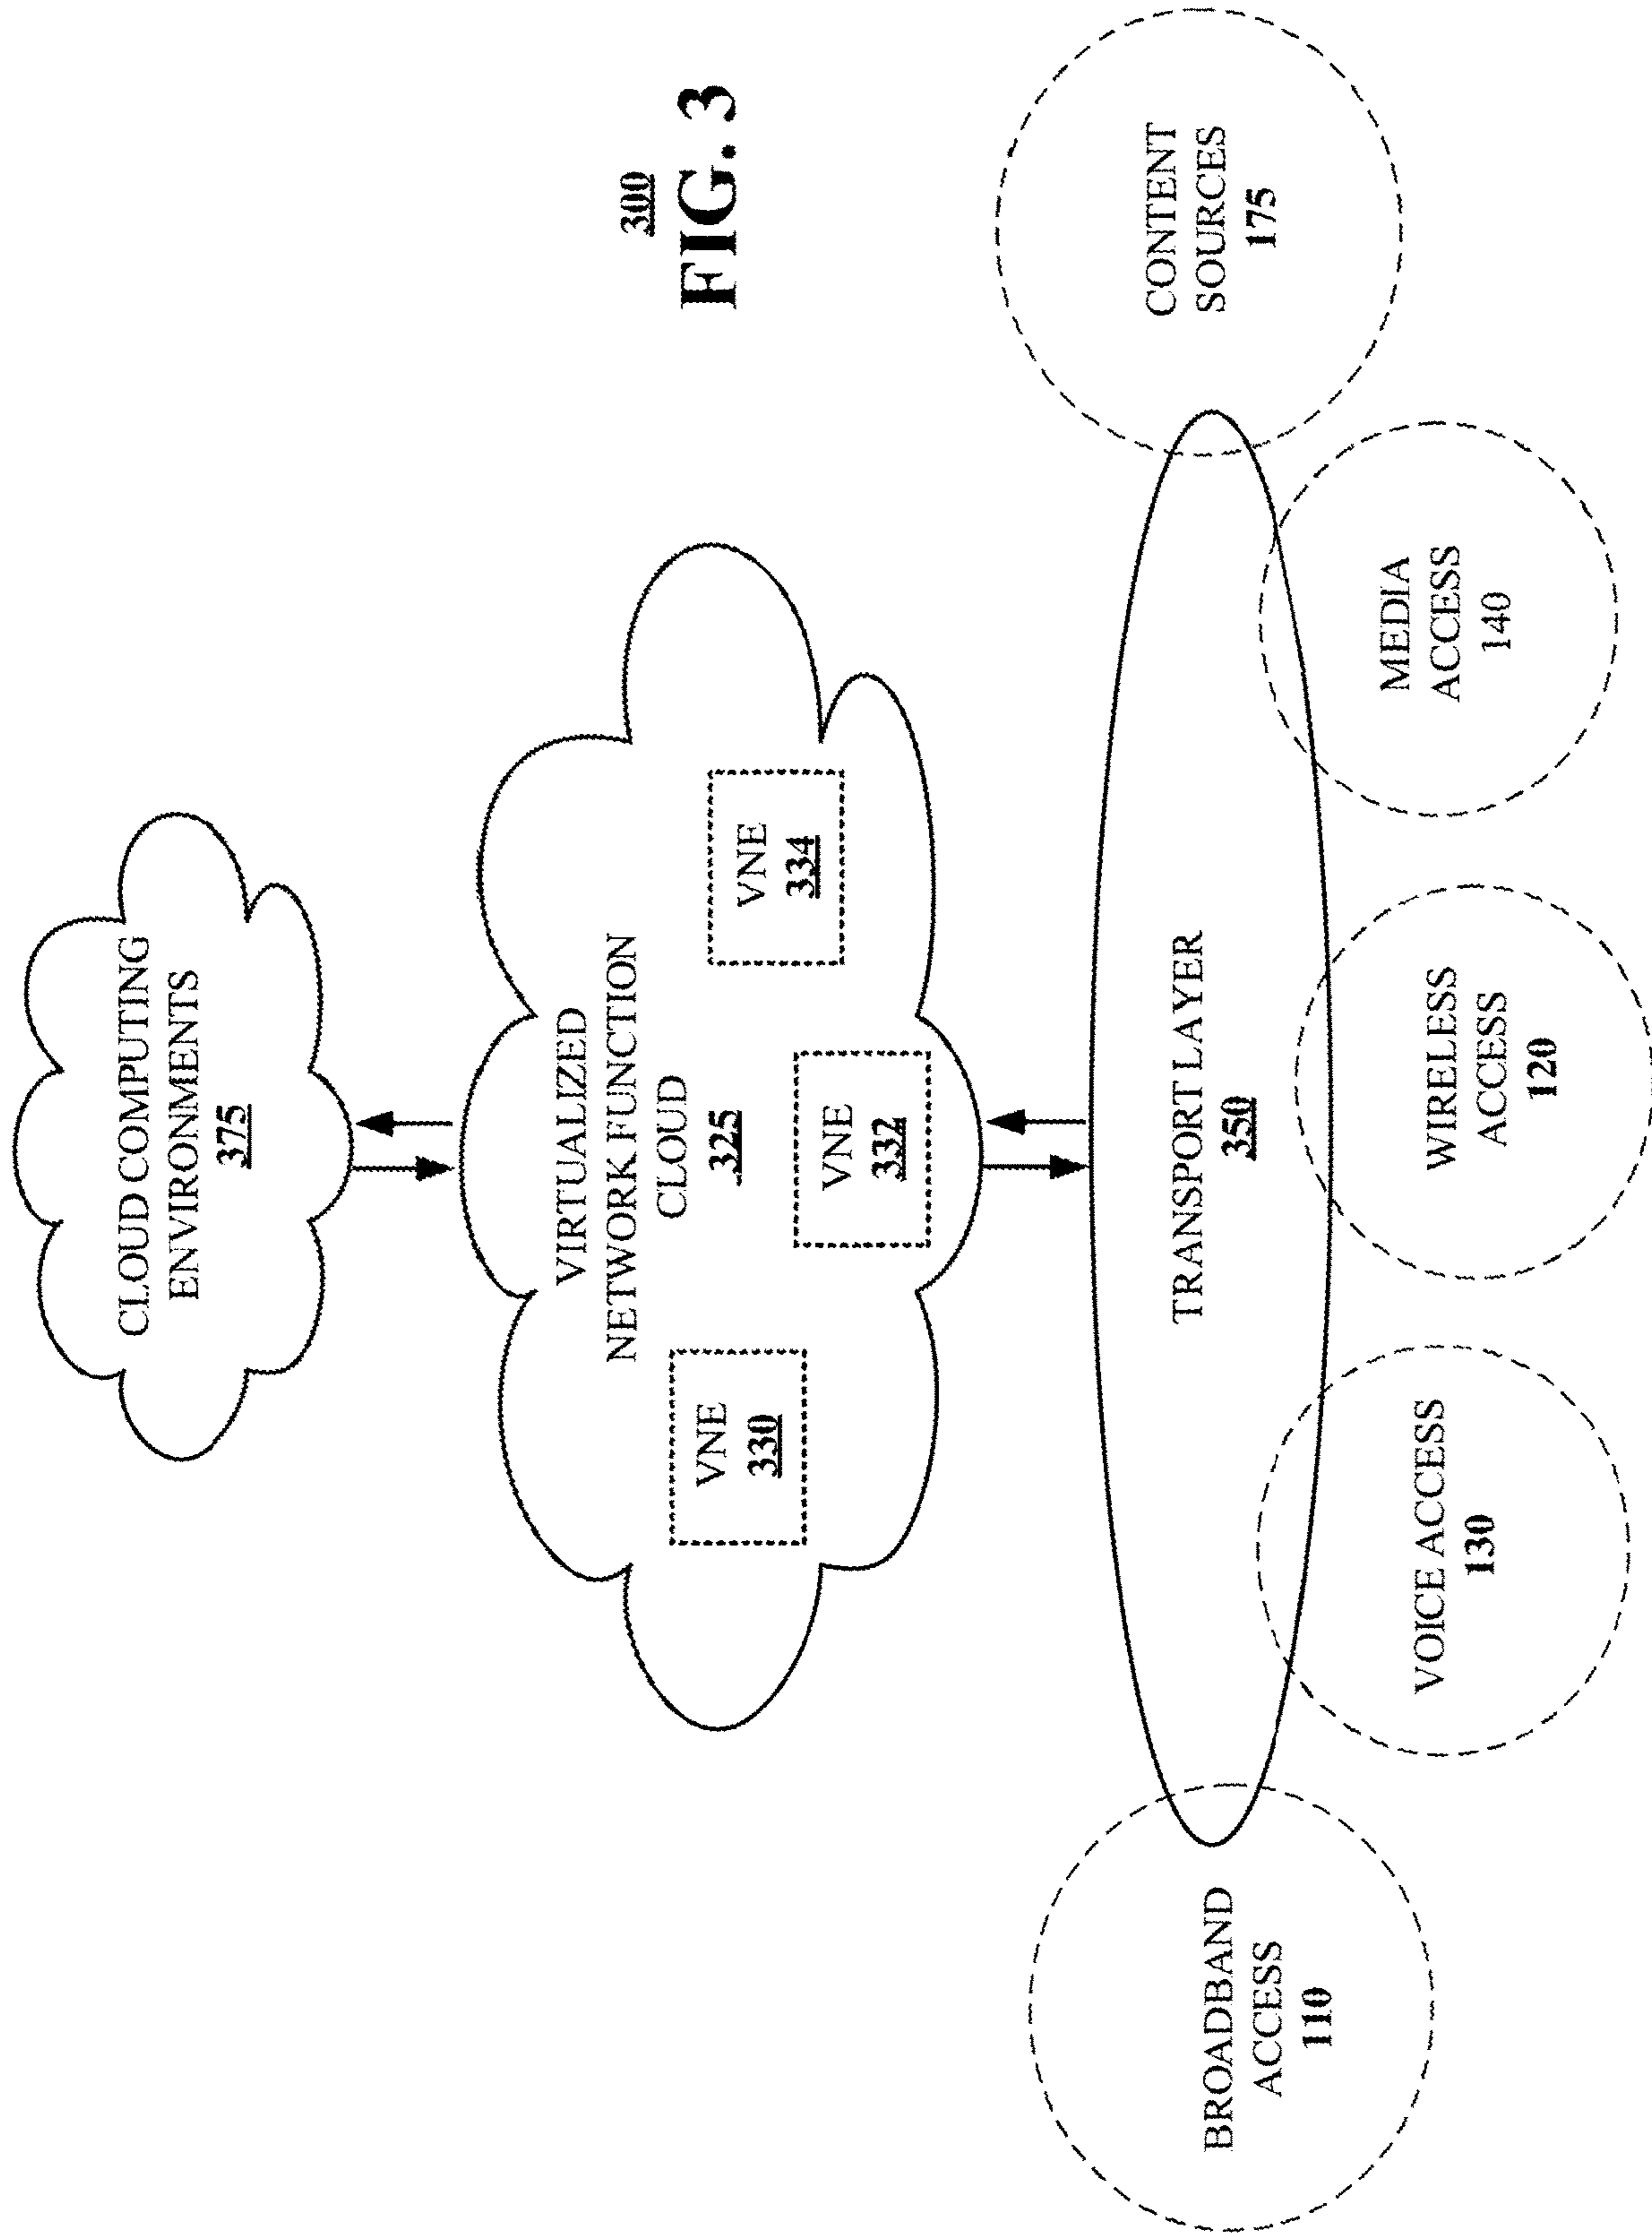 CLOUD COMPUTING
ENVIRONMENTS
375
VIRTUALIZED
NETWORK FUNCTION
CLOUD
325
VNE
330
VNE
332
VNE
334
300
FIG. 3
TRANSPORT LAYER
350
BROADBAND
ACCESS
110
VOICE ACCESS
130
WIRELESS
ACCESS
120
MEDIA
ACCESS
140
CONTENT
SOURCES
175